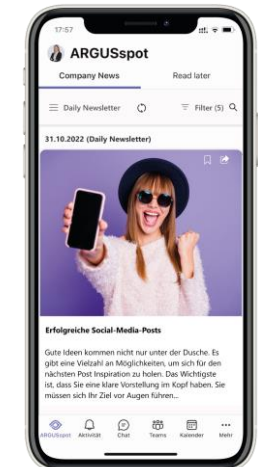 17:57
ARGUSspot
Company News
Read later
Daily Newsletter
Filter (5)
31.10.2022 (Daily Newsletter)
Erfolgreiche Social-Media-Posts
Gute Ideen kommen nicht nur unter der Dusche. Es
gibt eine Vielzahl an Möglichkeiten, um sich für den
nächsten Post Inspiration zu holen. Das Wichtigste
ist, dass Sie eine klare Vorstellung im Kopf haben. Sie
müssen sich Ihr Ziel vor Augen führen...
ARGUSspot
Aktivität
Chat
Teams
Kalender
Mehr